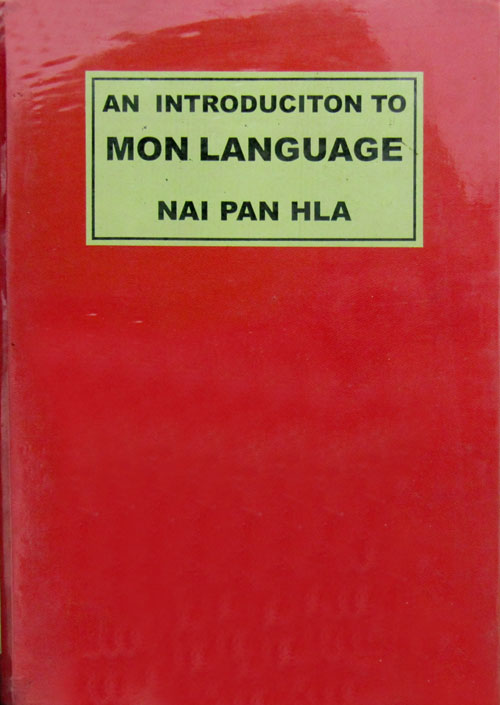 AN INTRODUCITON TO
MON LANGUAGE
NAI PAN HLA